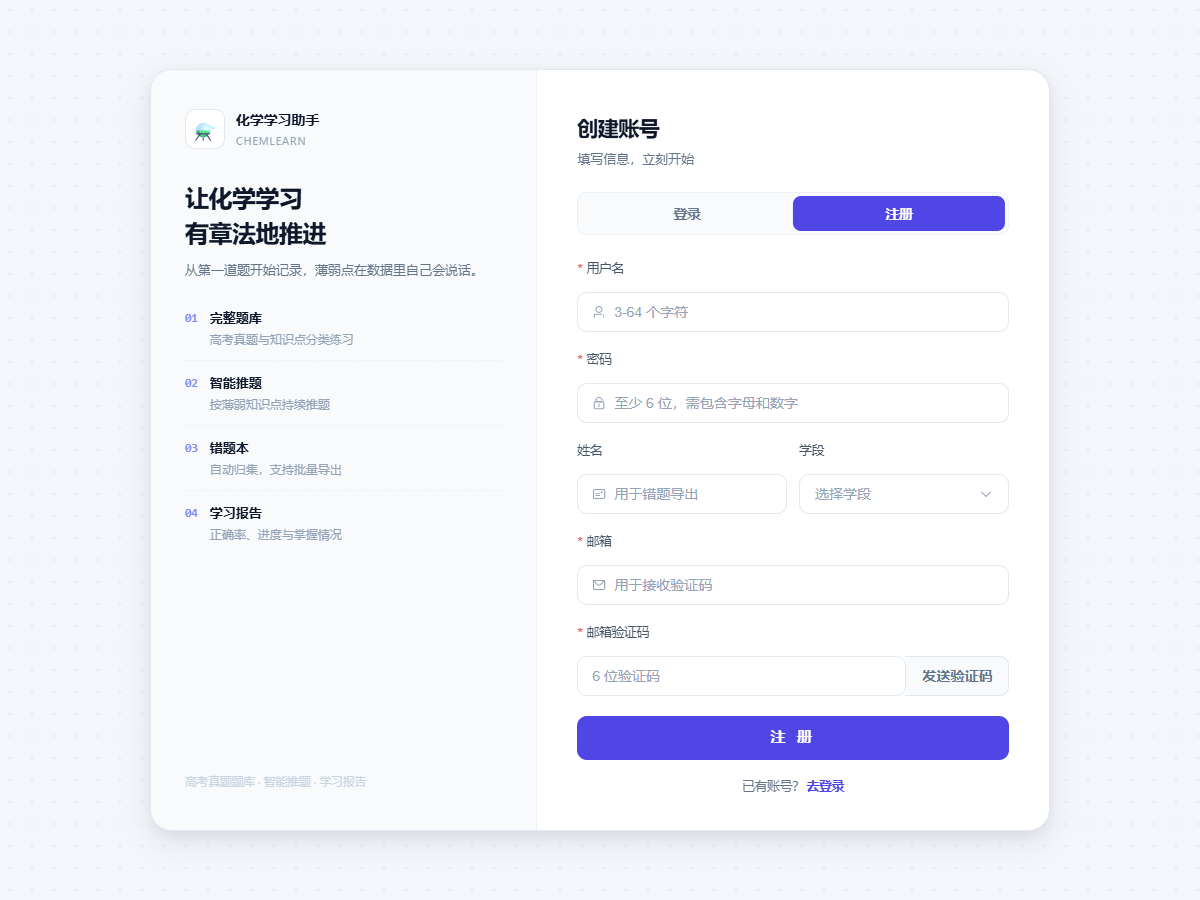 化学学习助手
CHEMLEARN
让化学学习
有章法地推进
从第一道题开始记录，薄弱点在数据里自己会说话。
01 完整题库
高考真题与知识点分类练习
02 智能推题
按薄弱知识点持续推题
03 错题本
自动归集，支持批量导出
04 学习报告
正确率、进度与掌握情况
高考真题题库 · 智能推题 · 学习报告
创建账号
填写信息，立刻开始
登录 注册
* 用户名
3-64 个字符
* 密码
至少 6 位，需包含字母和数字
姓名 学段
用于错题导出 选择学段
* 邮箱
用于接收验证码
* 邮箱验证码
6 位验证码 发送验证码
注 册
已有账号？去登录